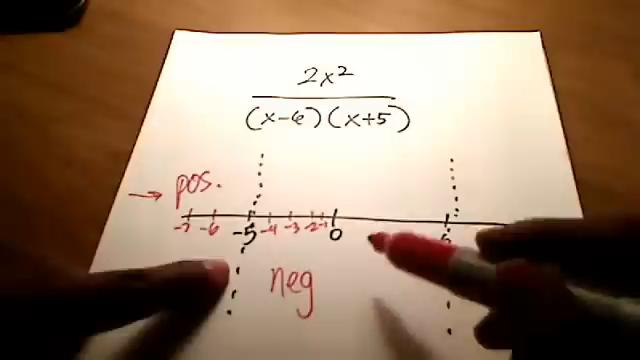 2x²
(x-6)(x+5)
→ pos.
-7 -6 -5 -4 -3 -2 -1 0
neg